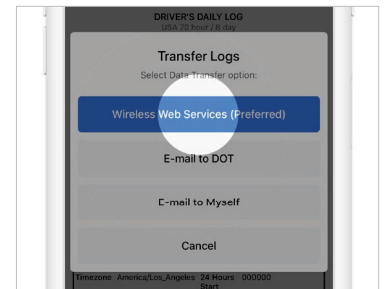 DRIVER'S DAILY LOG
USA 70 hour / 8 day
Transfer Logs
Select Data Transfer option:
Wireless Web Services (Preferred)
E-mail to DOT
E-mail to Myself
Cancel
Timezone America/Los_Angeles 24 Hours 000000
Start